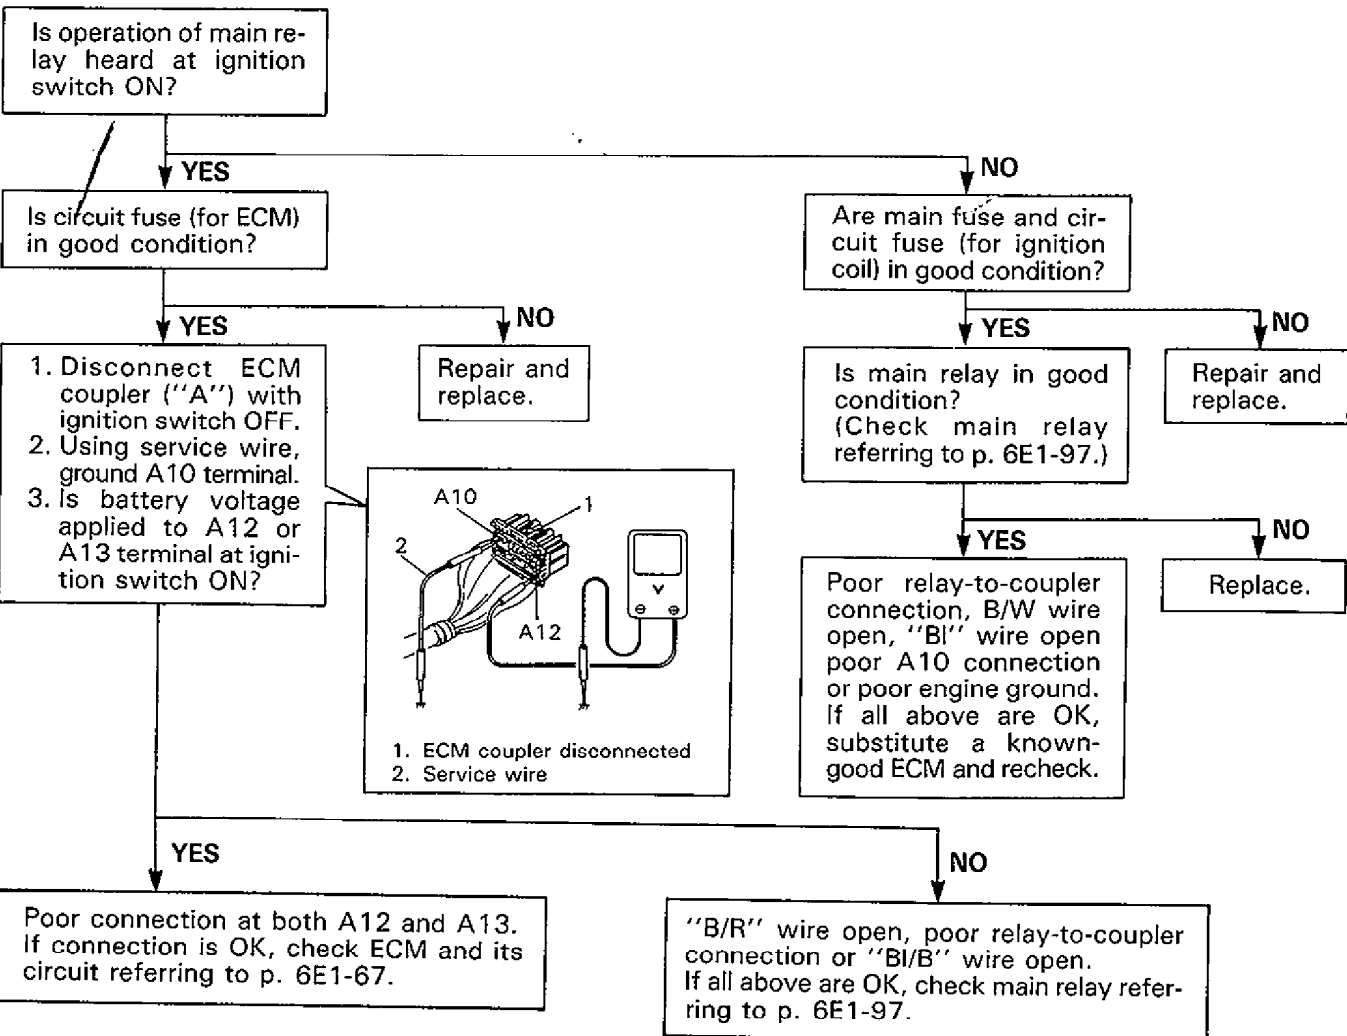 Is operation of main re-
lay heard at ignition
switch ON?
YES
NO
Is circuit fuse (for ECM)
in good condition?
Are main fuse and cir-
cuit fuse (for ignition
coil) in good condition?
YES
NO
YES
NO
1. Disconnect ECM
coupler ("A") with
ignition switch OFF.
2. Using service wire,
ground A10 terminal.
3. Is battery voltage
applied to A12 or
A13 terminal at igni-
tion switch ON?
Repair and
replace.
Is main relay in good
condition?
(Check main relay
referring to p. 6E1-97.)
Repair and
replace.
A10
1
2
V
A12
1. ECM coupler disconnected
2. Service wire
YES
NO
Poor relay-to-coupler
connection, B/W wire
open, "Bl" wire open
poor A10 connection
or poor engine ground.
If all above are OK,
substitute a known-
good ECM and recheck.
Replace.
YES
NO
Poor connection at both A12 and A13.
If connection is OK, check ECM and its
circuit referring to p. 6E1-67.
"B/R" wire open, poor relay-to-coupler
connection or "Bl/B" wire open.
If all above are OK, check main relay refer-
ring to p. 6E1-97.